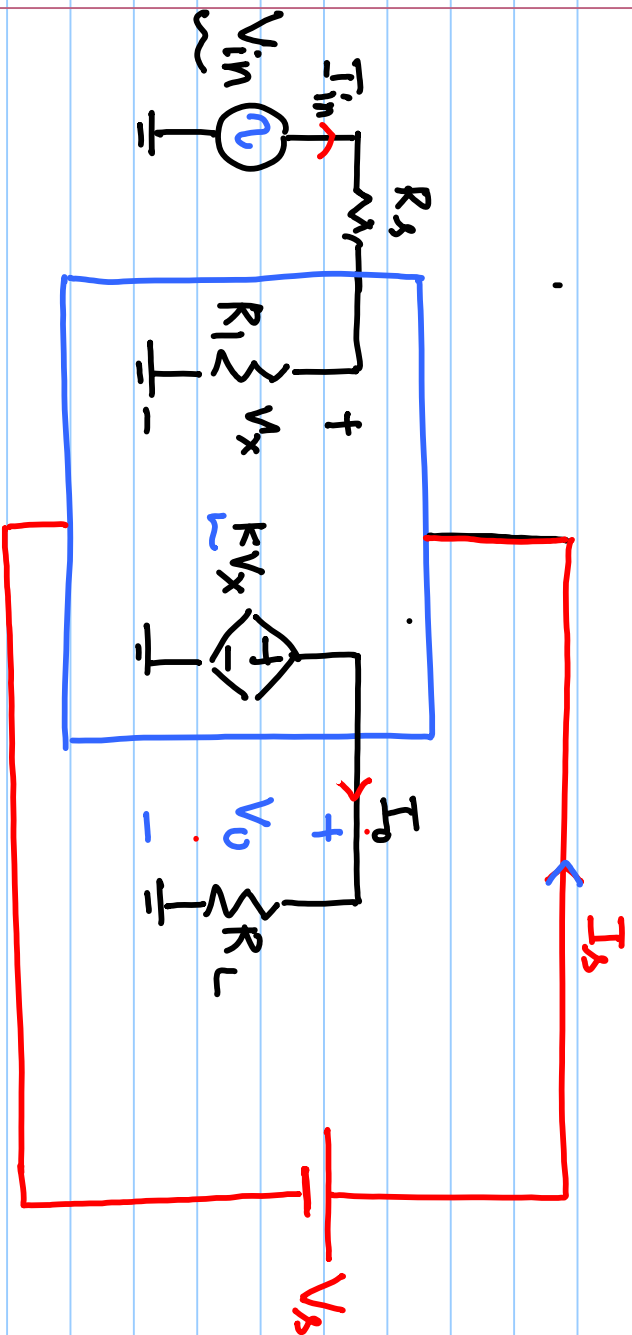 Vin
Iin
Rs
R1
+
Vx
-
KVx
+
-
Io
+
Vo
-
RL
Is
Vs